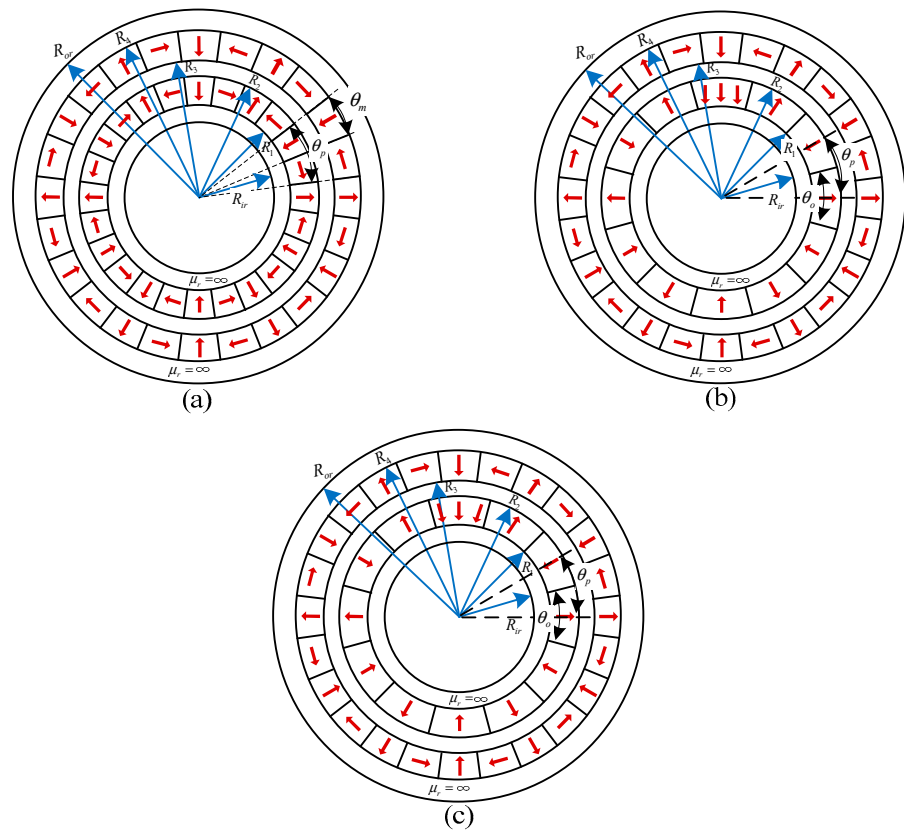 R_or
R_4
R_3
R_2
θ_m
θ_p
R_1
R_ir
μ_r = ∞
μ_r = ∞
(a)
R_or
R_4
R_3
R_2
R_1
θ_p
R_ir
θ_o
μ_r = ∞
μ_r = ∞
(b)
R_or
R_4
R_3
R_2
R
θ_p
R_ir
θ_o
μ_r = ∞
μ_r = ∞
(c)